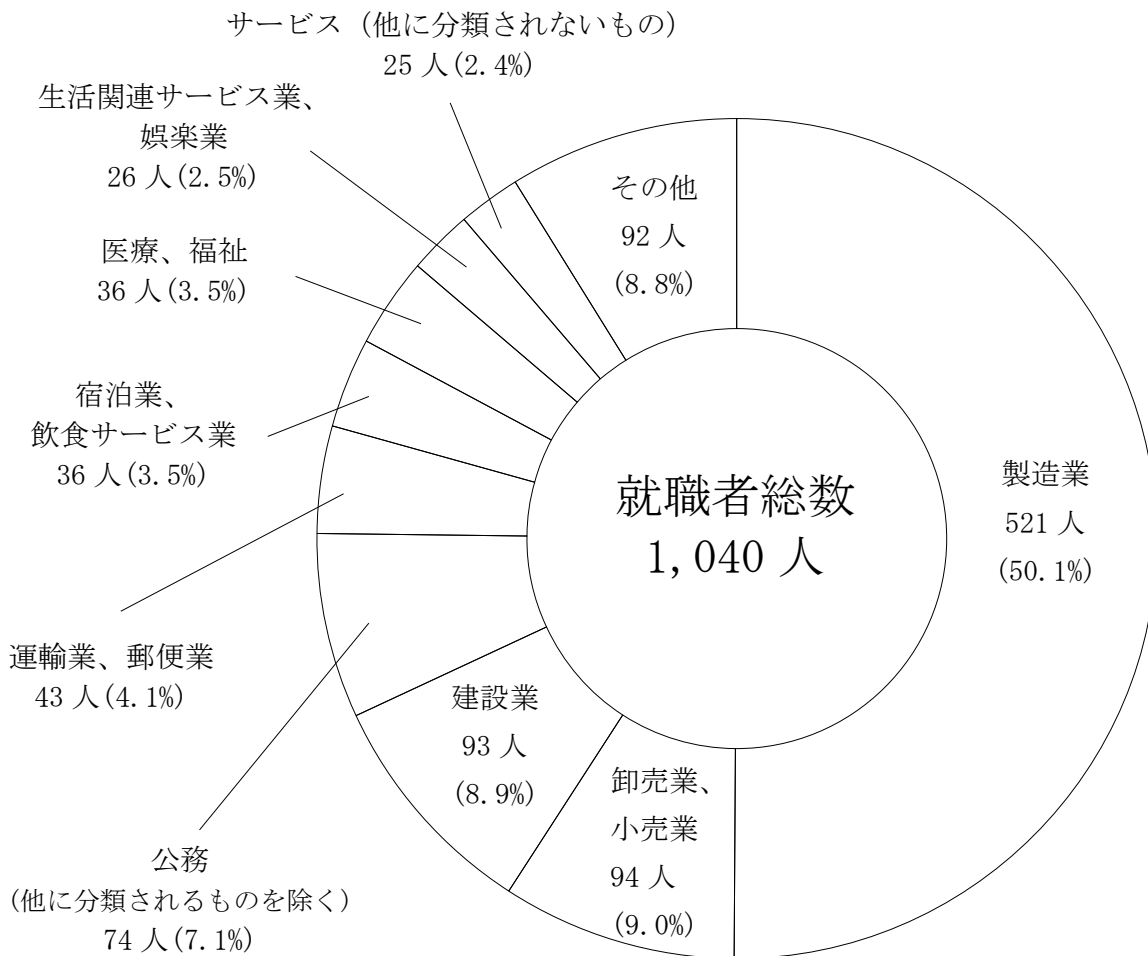 サービス (他に分類されないもの)
25 人(2.4%)
生活関連サービス業、
娯楽業
26 人(2.5%)
医療、福祉
36 人(3.5%)
宿泊業、
飲食サービス業
36 人(3.5%)
運輸業、郵便業
43 人(4.1%)
公務
(他に分類されるものを除く)
74 人(7.1%)
建設業
93 人
(8.9%)
卸売業、
小売業
94 人
(9.0%)
製造業
521 人
(50.1%)
その他
92 人
(8.8%)
就職者総数
1,040 人